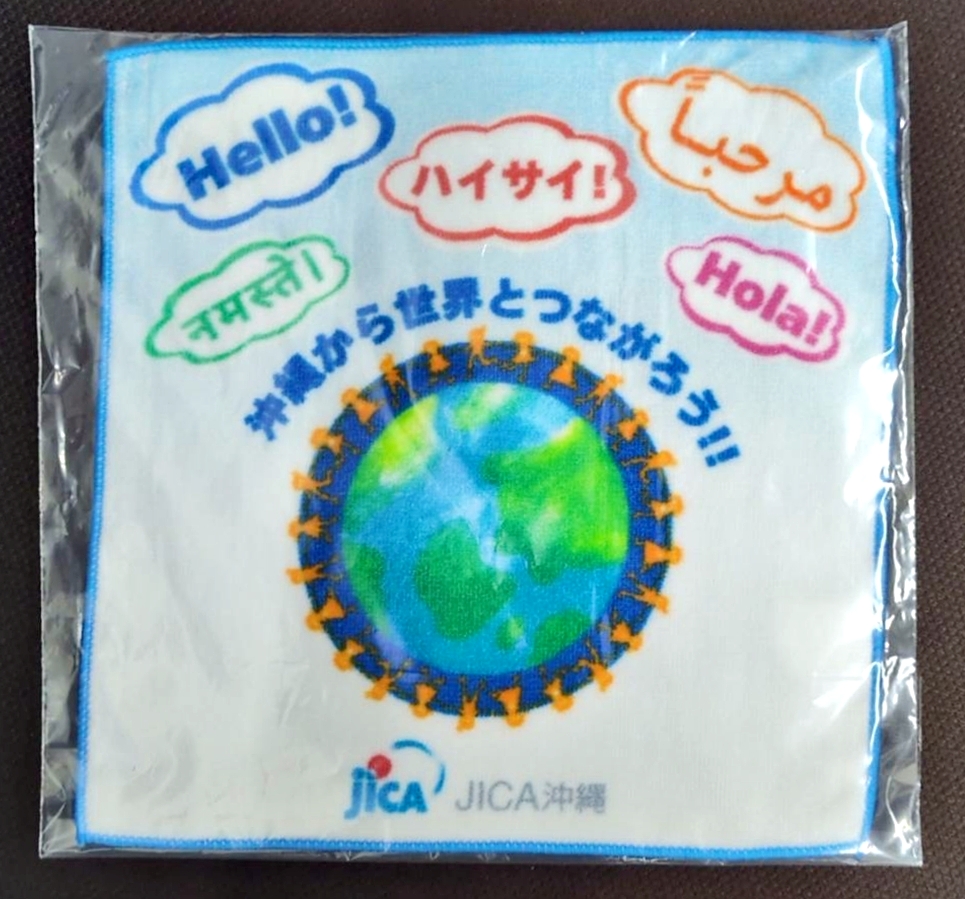 Hello!
ハイサイ!
مرحباً
नमस्ते।
Hola!
沖縄から世界とつながろう!!
jICA JICA沖縄